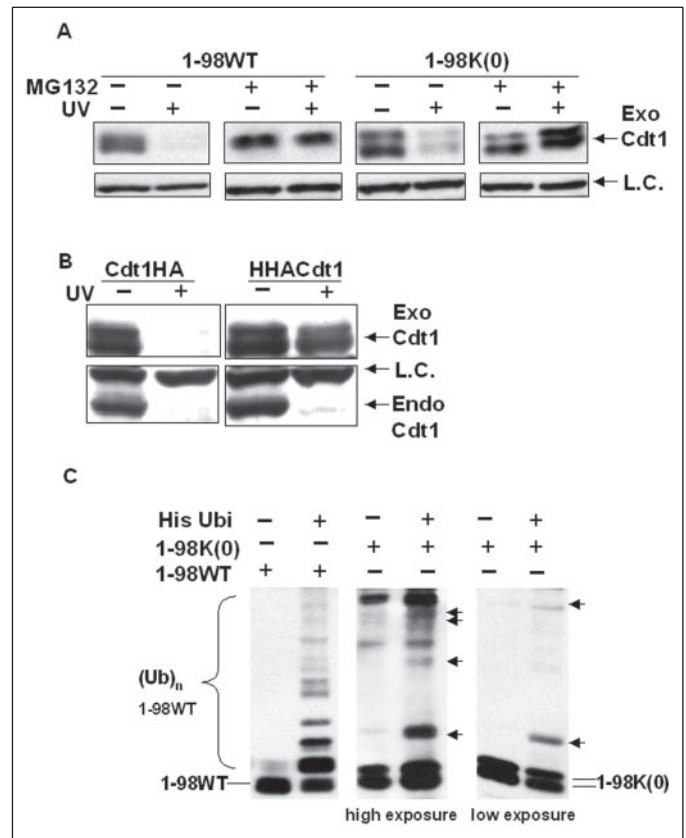 A
1-98WT 1-98K(0)
MG132 − − + + − − + +
UV − + − + − + − +
Exo
Cdt1
L.C.
B
Cdt1HA HHACdt1
UV − + − +
Exo
Cdt1
L.C.
Endo
Cdt1
C
His Ubi − + − + − +
1-98K(0) − − + + + +
1-98WT + + − − − −
(Ub)n
1-98WT
1-98WT 1-98K(0)
high exposure low exposure